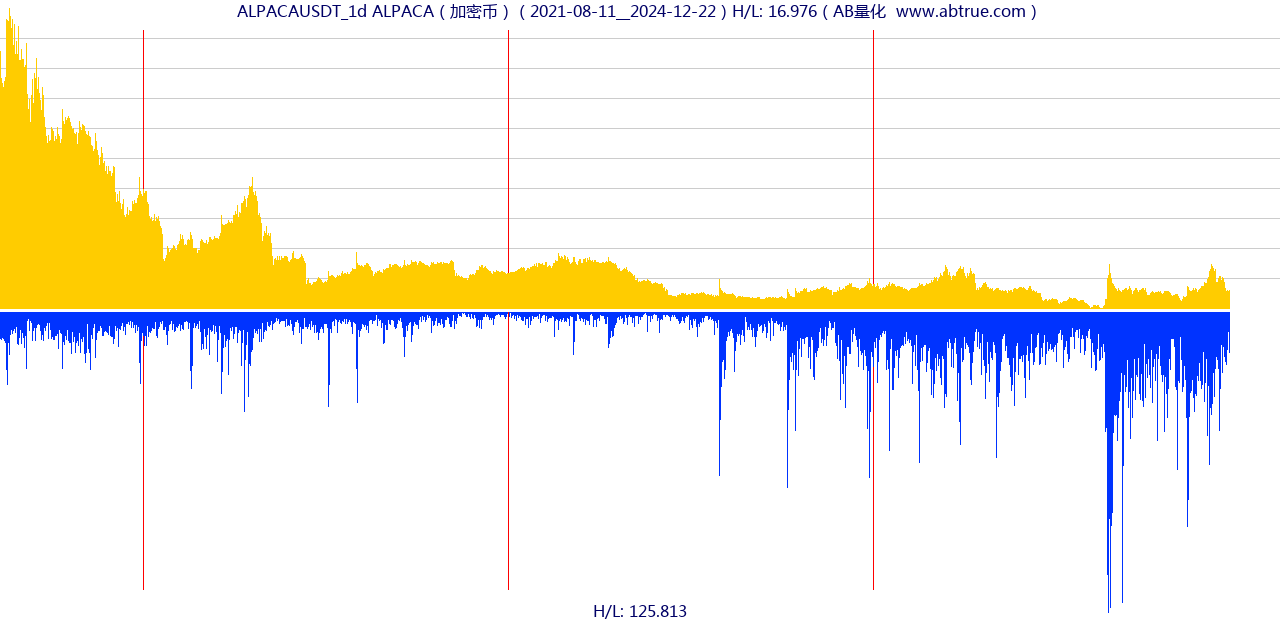 ALPACAUSDT_1d ALPACA ( 加密币 ) ( 2021-08-11__2024-12-22 ) H/L: 16.976 ( AB量化  www.abtrue.com )
H/L: 125.813